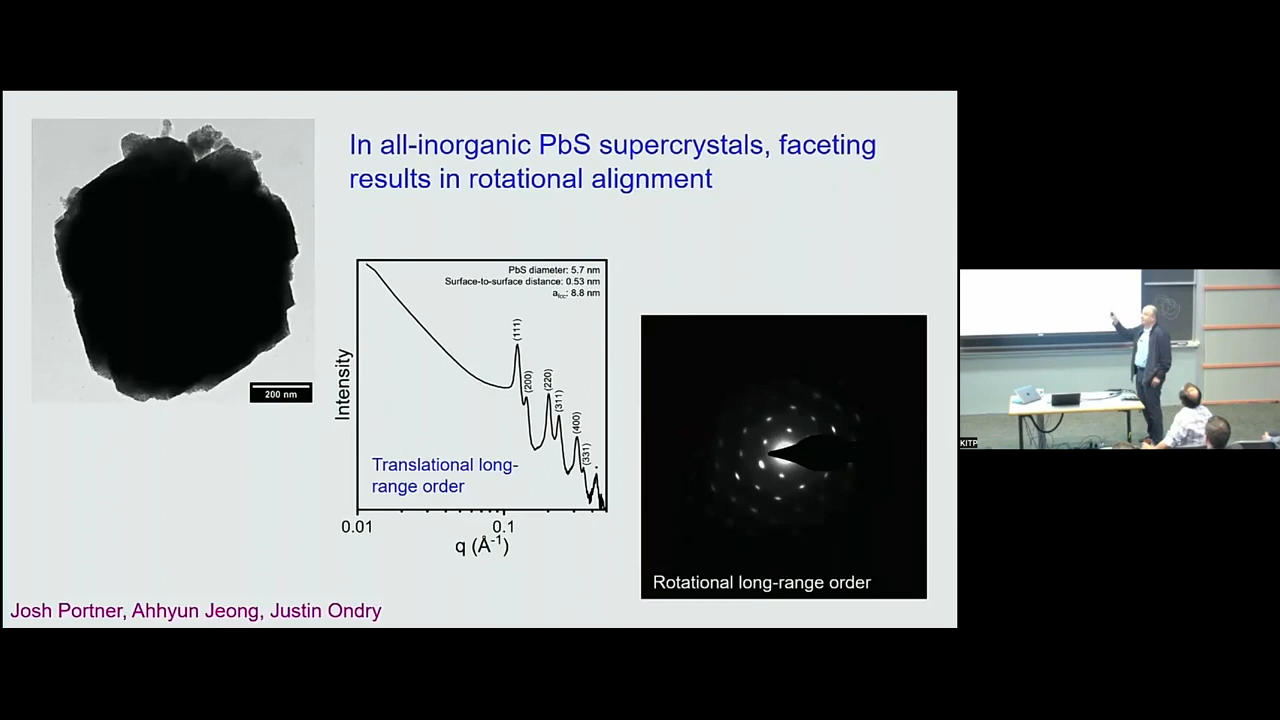 In all-inorganic PbS supercrystals, faceting
results in rotational alignment
200 nm
PbS diameter: 5.7 nm
Surface-to-surface distance: 0.53 nm
afcc: 8.8 nm
(111)
(200)
(220)
(311)
(400)
(331)
Intensity
Translational long-
range order
0.01
0.1
q (Å-1)
Rotational long-range order
Josh Portner, Ahhyun Jeong, Justin Ondry
KITP